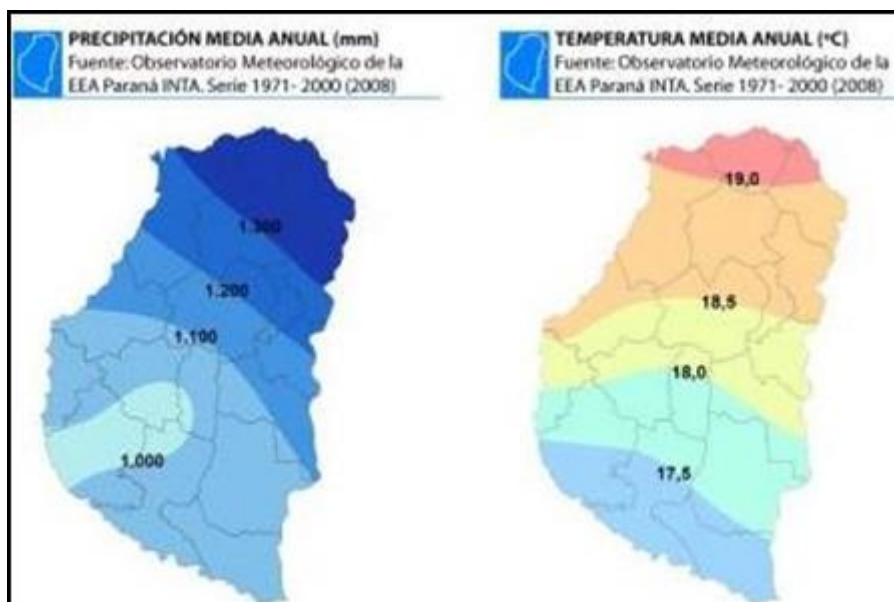 PRECIPITACIÓN MEDIA ANUAL (mm)
Fuente: Observatorio Meteorológico de la
EEA Paraná INTA. Serie 1971- 2000 (2008)
1.300
1.200
1.100
1.000
TEMPERATURA MEDIA ANUAL (ºC)
Fuente: Observatorio Meteorológico de la
EEA Paraná INTA. Serie 1971- 2000 (2008)
19,0
18,5
18,0
17,5